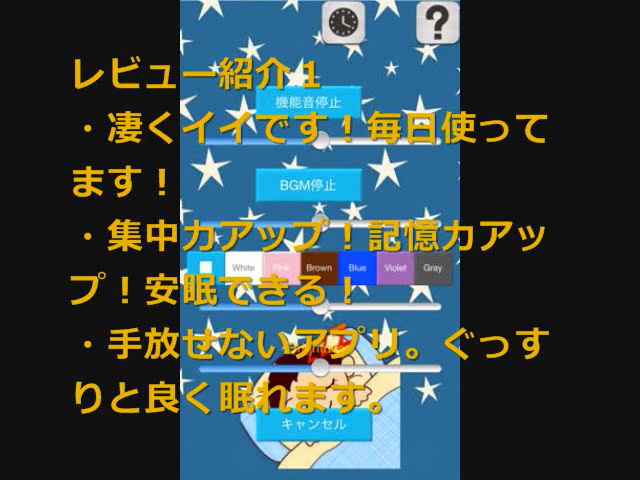 ?
レビュー紹介１
機能音停止
・凄くイイです！毎日使って
ます！
BGM停止
・集中力アップ！記憶力アッ
White Pink Brown Blue Violet Gray
プ！安眠できる！
・手放せないアプリ。ぐっす
りと良く眠れます。
キャンセル